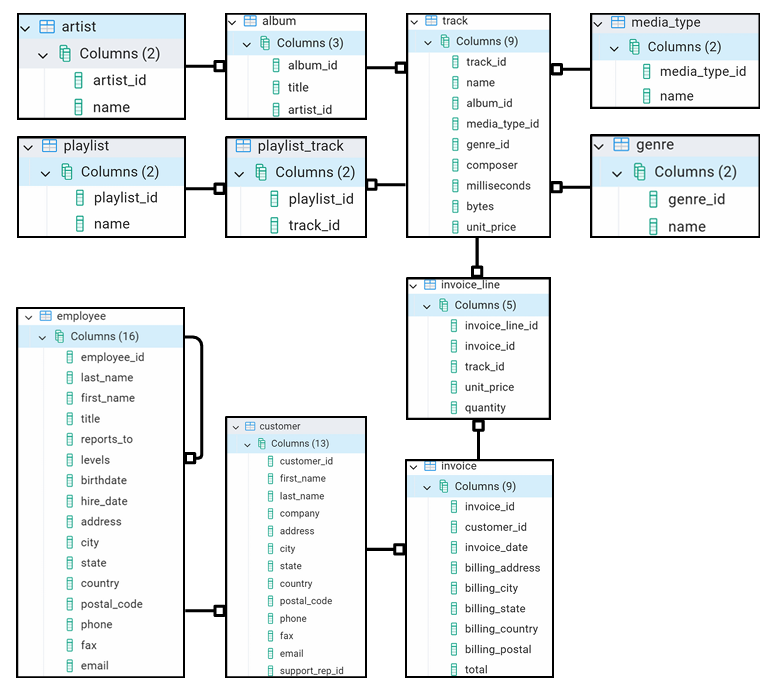 artist
Columns (2)
artist_id
name
album
Columns (3)
album_id
title
artist_id
track
Columns (9)
track_id
name
album_id
media_type_id
genre_id
composer
milliseconds
bytes
unit_price
media_type
Columns (2)
media_type_id
name
playlist
Columns (2)
playlist_id
name
playlist_track
Columns (2)
playlist_id
track_id
genre
Columns (2)
genre_id
name
invoice_line
Columns (5)
invoice_line_id
invoice_id
track_id
unit_price
quantity
employee
Columns (16)
employee_id
last_name
first_name
title
reports_to
levels
birthdate
hire_date
address
city
state
country
postal_code
phone
fax
email
customer
Columns (13)
customer_id
first_name
last_name
company
address
city
state
country
postal_code
phone
fax
email
support_rep_id
invoice
Columns (9)
invoice_id
customer_id
invoice_date
billing_address
billing_city
billing_state
billing_country
billing_postal
total